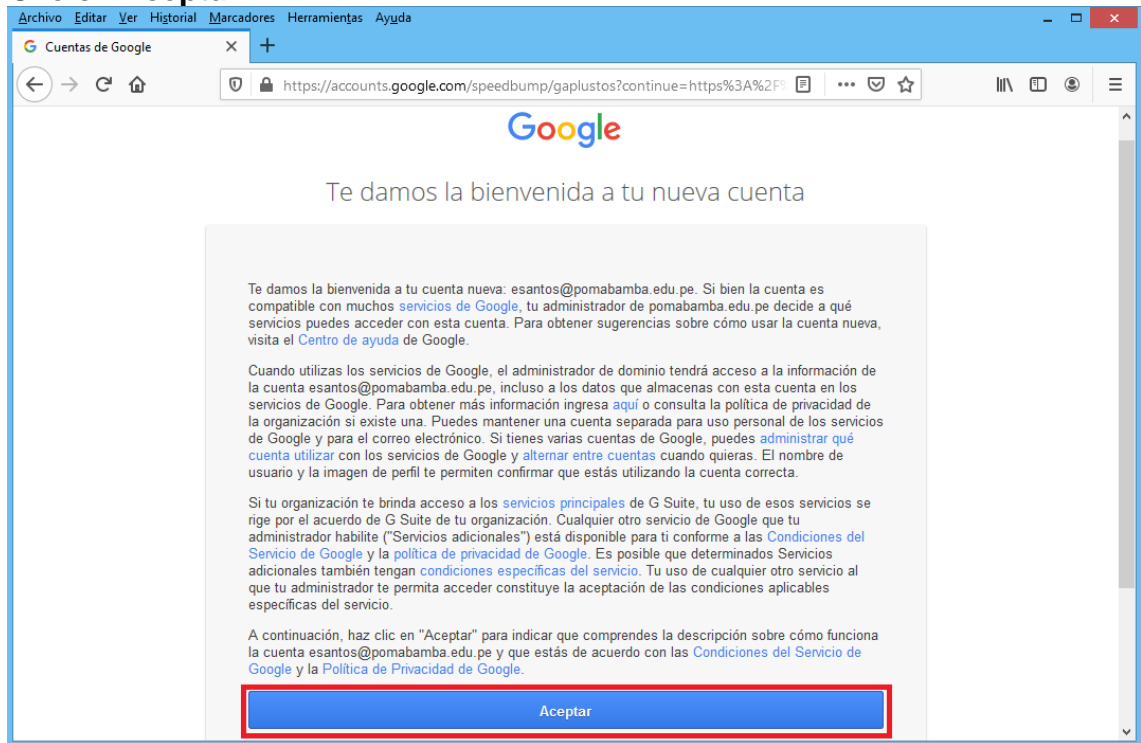 Archivo Editar Ver Historial Marcadores Herramientas Ayuda
Cuentas de Google
https://accounts.google.com/speedbump/gaplustos?continue=https%3A%2F
Google
Te damos la bienvenida a tu nueva cuenta
Te damos la bienvenida a tu cuenta nueva: esantos@pomabamba.edu.pe. Si bien la cuenta es
compatible con muchos servicios de Google, tu administrador de pomabamba.edu.pe decide a qué
servicios puedes acceder con esta cuenta. Para obtener sugerencias sobre cómo usar la cuenta nueva,
visita el Centro de ayuda de Google.
Cuando utilizas los servicios de Google, el administrador de dominio tendrá acceso a la información de
la cuenta esantos@pomabamba.edu.pe, incluso a los datos que almacenas con esta cuenta en los
servicios de Google. Para obtener más información ingresa aquí o consulta la política de privacidad de
la organización si existe una. Puedes mantener una cuenta separada para uso personal de los servicios
de Google y para el correo electrónico. Si tienes varias cuentas de Google, puedes administrar qué
cuenta utilizar con los servicios de Google y alternar entre cuentas cuando quieras. El nombre de
usuario y la imagen de perfil te permiten confirmar que estás utilizando la cuenta correcta.
Si tu organización te brinda acceso a los servicios principales de G Suite, tu uso de esos servicios se
rige por el acuerdo de G Suite de tu organización. Cualquier otro servicio de Google que tu
administrador habilite ("Servicios adicionales") está disponible para ti conforme a las Condiciones del
Servicio de Google y la política de privacidad de Google. Es posible que determinados Servicios
adicionales también tengan condiciones específicas del servicio. Tu uso de cualquier otro servicio al
que tu administrador te permita acceder constituye la aceptación de las condiciones aplicables
específicas del servicio.
A continuación, haz clic en "Aceptar" para indicar que comprendes la descripción sobre cómo funciona
la cuenta esantos@pomabamba.edu.pe y que estás de acuerdo con las Condiciones del Servicio de
Google y la Política de Privacidad de Google.
Aceptar